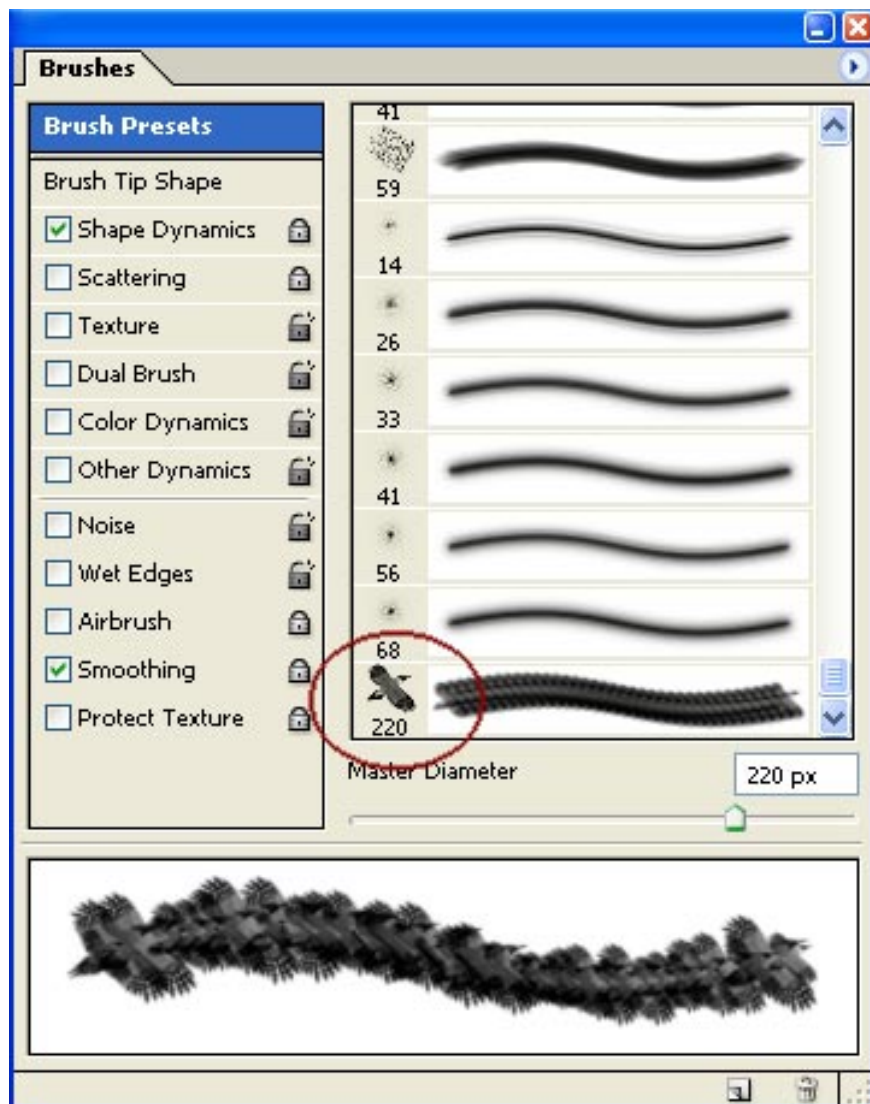 Brushes
Brush Presets
Brush Tip Shape
Shape Dynamics
Scattering
Texture
Dual Brush
Color Dynamics
Other Dynamics
Noise
Wet Edges
Airbrush
Smoothing
Protect Texture
41
59
14
26
33
41
56
68
220
Master Diameter
220 px